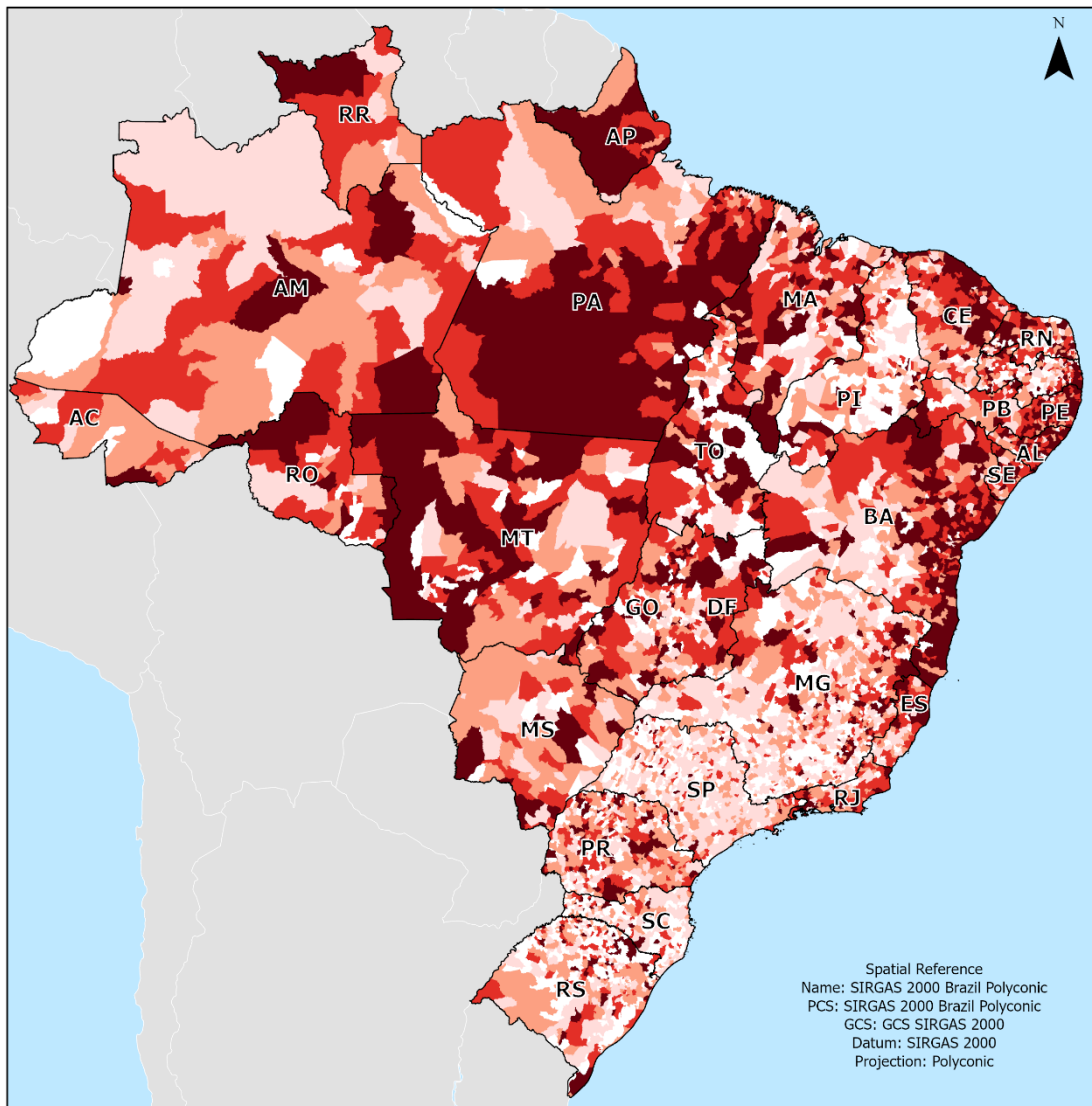 N
RR
AP
AM
PA
MA
CE
RN
AC
PI
PB
PE
TO
AL
RO
SE
BA
MT
GO
DF
MG
ES
MS
SP
RJ
PR
SC
RS
Spatial Reference
Name: SIRGAS 2000 Brazil Polyconic
PCS: SIRGAS 2000 Brazil Polyconic
GCS: GCS SIRGAS 2000
Datum: SIRGAS 2000
Projection: Polyconic